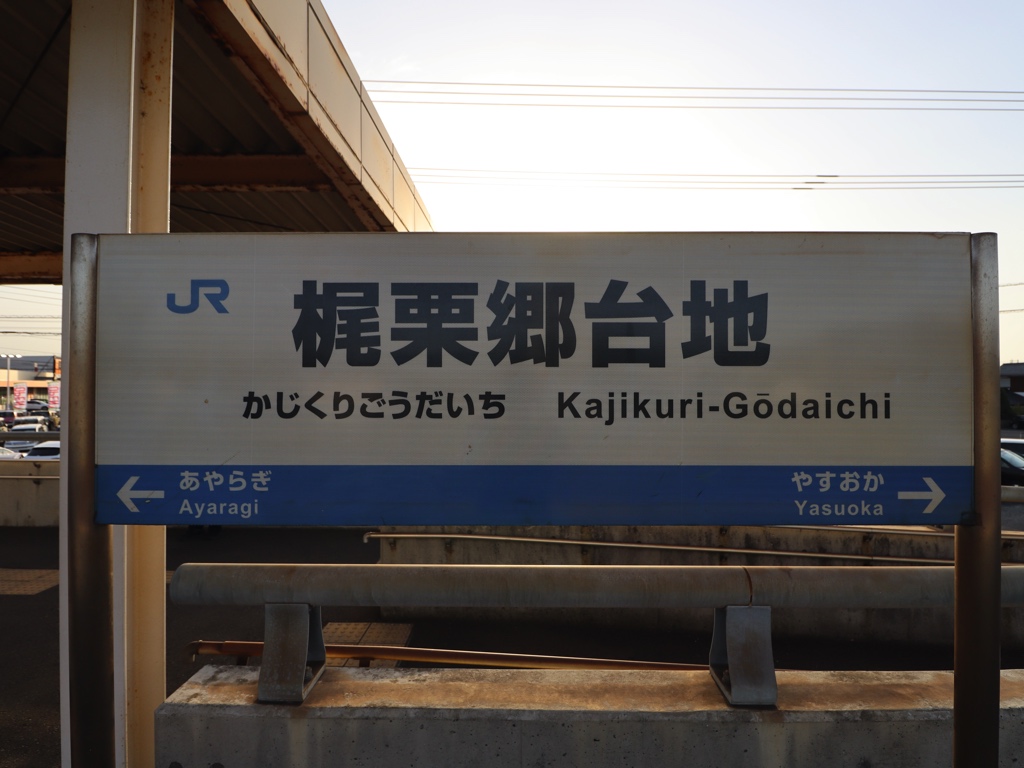 JR
梶栗郷台地
かじくりごうだいち Kajikuri-Gōdaichi
← あやらぎ
Ayaragi
やすおか →
Yasuoka